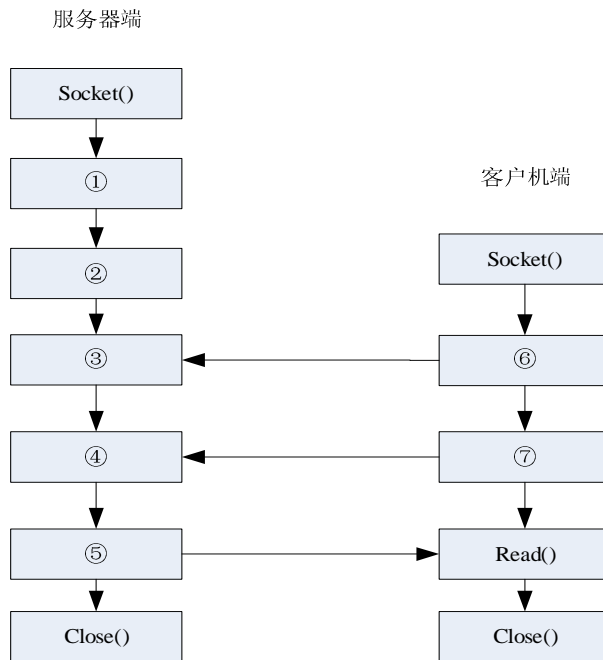 服务器端
Socket()
①
②
③
④
⑤
Close()
客户机端
Socket()
⑥
⑦
Read()
Close()